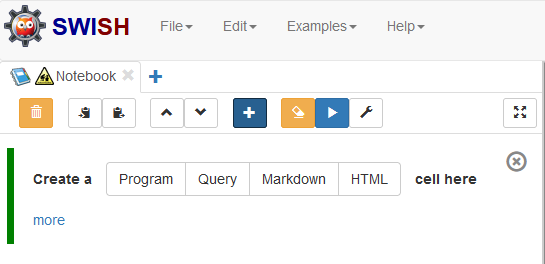 SWISH File Edit Examples Help
Notebook
Create a Program Query Markdown HTML cell here
more